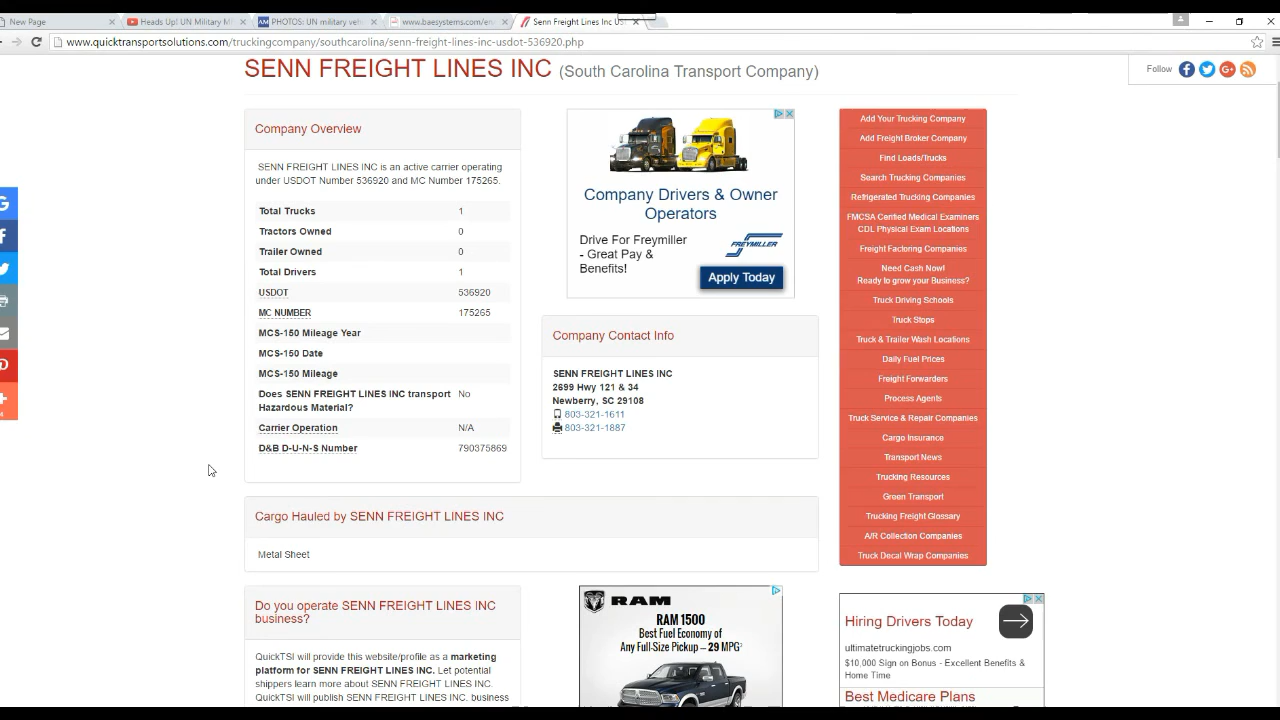 New Page
Heads Up! UN Military M
PHOTOS: UN military veh
www.baesystems.com/en
Senn Freight Lines Inc US
www.quicktransportsolutions.com/truckingcompany/southcarolina/senn-freight-lines-inc-usdot-536920.php
SENN FREIGHT LINES INC (South Carolina Transport Company)
Follow
Company Overview
SENN FREIGHT LINES INC is an active carrier operating
under USDOT Number 536920 and MC Number 175265.
Total Trucks 1
Tractors Owned 0
Trailer Owned 0
Total Drivers 1
USDOT 536920
MC NUMBER 175265
MCS-150 Mileage Year
MCS-150 Date
MCS-150 Mileage
Does SENN FREIGHT LINES INC transport No
Hazardous Material?
Carrier Operation N/A
D&B D-U-N-S Number 790375869
Company Drivers & Owner
Operators
Drive For Freymiller
- Great Pay &
Benefits!
FREYMILLER
Apply Today
Company Contact Info
SENN FREIGHT LINES INC
2699 Hwy 121 & 34
Newberry, SC 29108
803-321-1611
803-321-1887
Add Your Trucking Company
Add Freight Broker Company
Find Loads/Trucks
Search Trucking Companies
Refrigerated Trucking Companies
FMCSA Certified Medical Examiners
CDL Physical Exam Locations
Freight Factoring Companies
Need Cash Now!
Ready to grow your Business?
Truck Driving Schools
Truck Stops
Truck & Trailer Wash Locations
Daily Fuel Prices
Freight Forwarders
Process Agents
Truck Service & Repair Companies
Cargo Insurance
Transport News
Trucking Resources
Green Transport
Trucking Freight Glossary
A/R Collection Companies
Truck Decal Wrap Companies
Cargo Hauled by SENN FREIGHT LINES INC
Metal Sheet
Do you operate SENN FREIGHT LINES INC
business?
QuickTSI will provide this website/profile as a marketing
platform for SENN FREIGHT LINES INC. Let potential
shippers learn more about SENN FREIGHT LINES INC.
QuickTSI will publish SENN FREIGHT LINES INC. business
RAM
RAM 1500
Best Fuel Economy of
Any Full-Size Pickup – 29 MPG
Hiring Drivers Today
ultimatetruckingjobs.com
$10,000 Sign on Bonus - Excellent Benefits &
Home Time
Best Medicare Plans